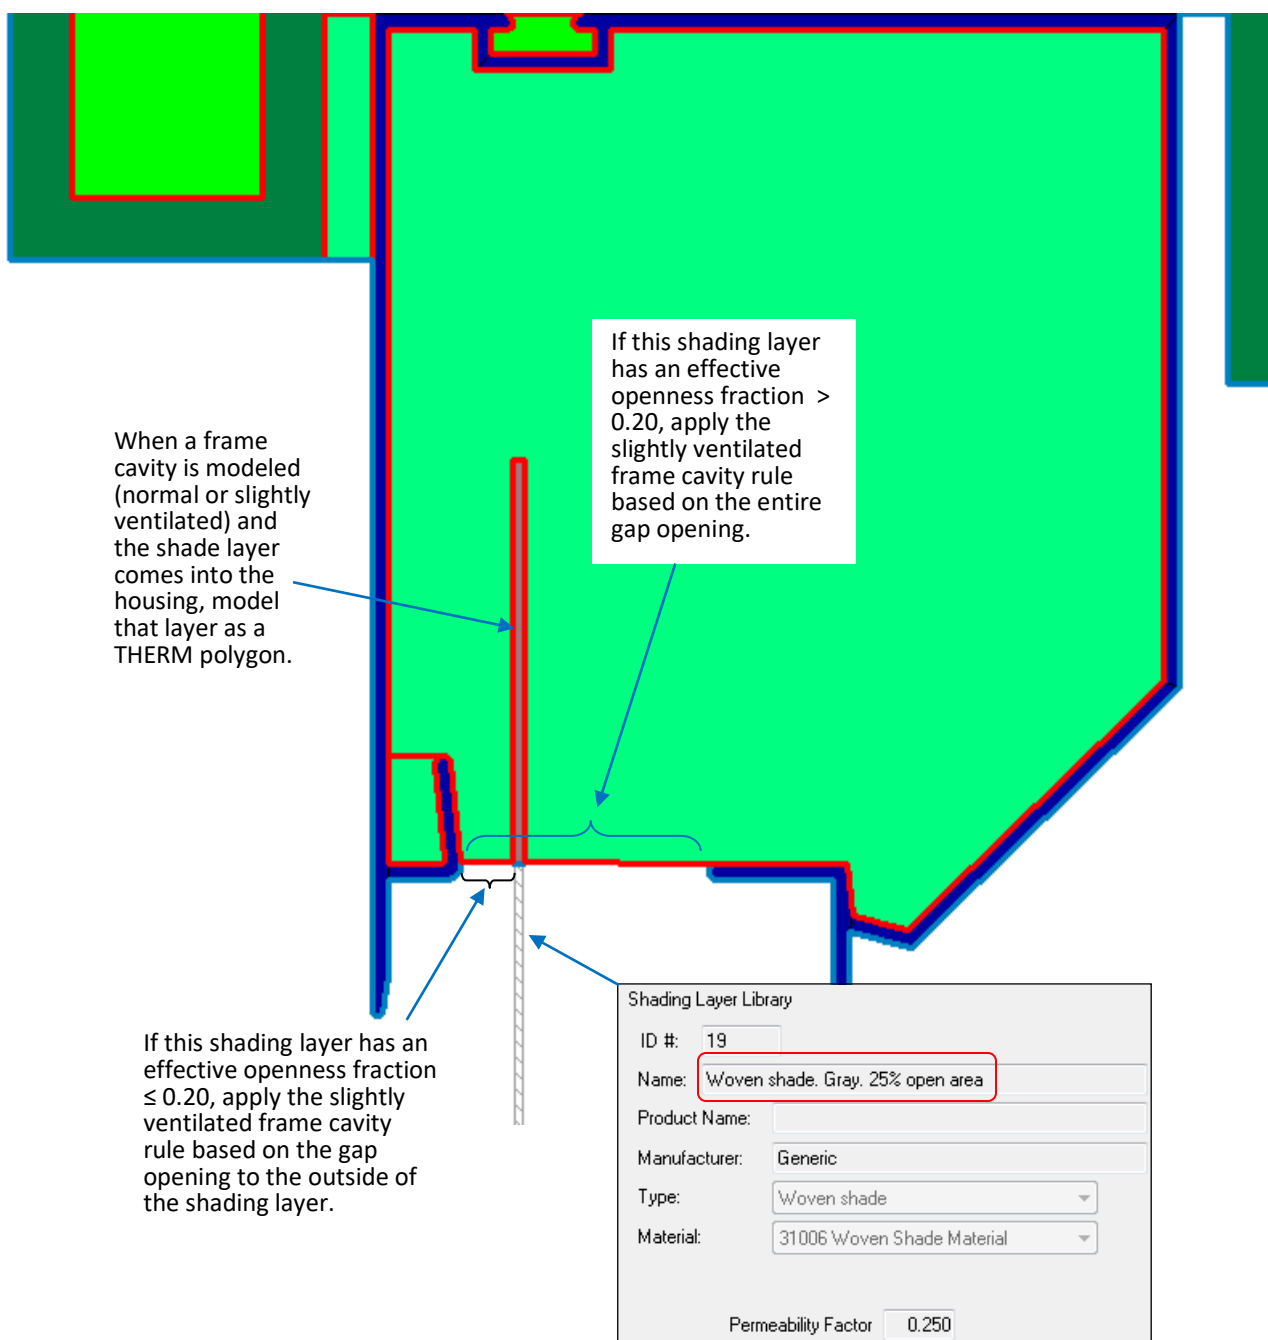 If this shading layer
has an effective
openness fraction  >
0.20, apply the
slightly ventilated
frame cavity rule
based on the entire
gap opening.
When a frame
cavity is modeled
(normal or slightly
ventilated) and
the shade layer
comes into the
housing, model
that layer as a
THERM polygon.
If this shading layer has an
effective openness fraction
≤ 0.20, apply the slightly
ventilated frame cavity
rule based on the gap
opening to the outside of
the shading layer.
Shading Layer Library
ID #: 19
Name: Woven shade. Gray. 25% open area
Product Name:
Manufacturer: Generic
Type: Woven shade
Material: 31006 Woven Shade Material
Permeability Factor 0.250